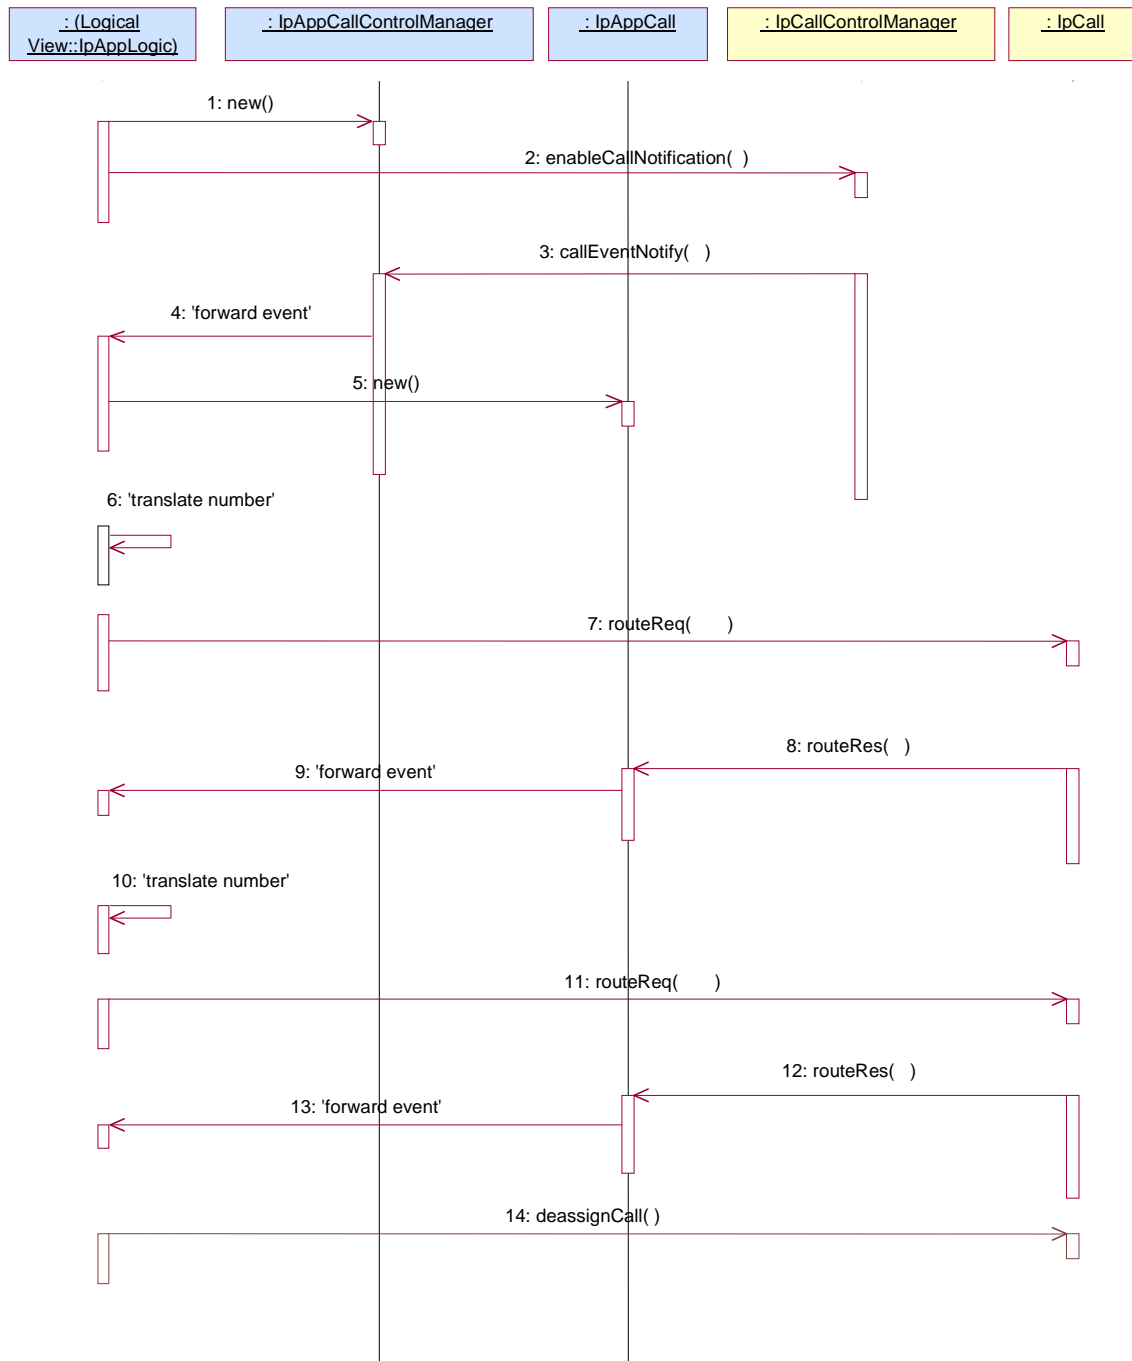 : (Logical
View::IpAppLogic)
: IpAppCallControlManager
: IpAppCall
: IpCallControlManager
: IpCall
1: new()
2: enableCallNotification(  )
3: callEventNotify(   )
4: 'forward event'
5: new()
6: 'translate number'
7: routeReq(       )
8: routeRes(   )
9: 'forward event'
10: 'translate number'
11: routeReq(       )
12: routeRes(   )
13: 'forward event'
14: deassignCall( )